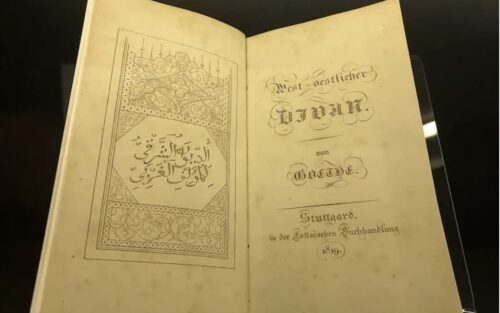 الديوان الشرقي
للمؤلف الغربي
West-oestlicher
DIVAN.
von
GOETHE.
Stuttgard,
in der Cottaischen Buchhandlung
1819.